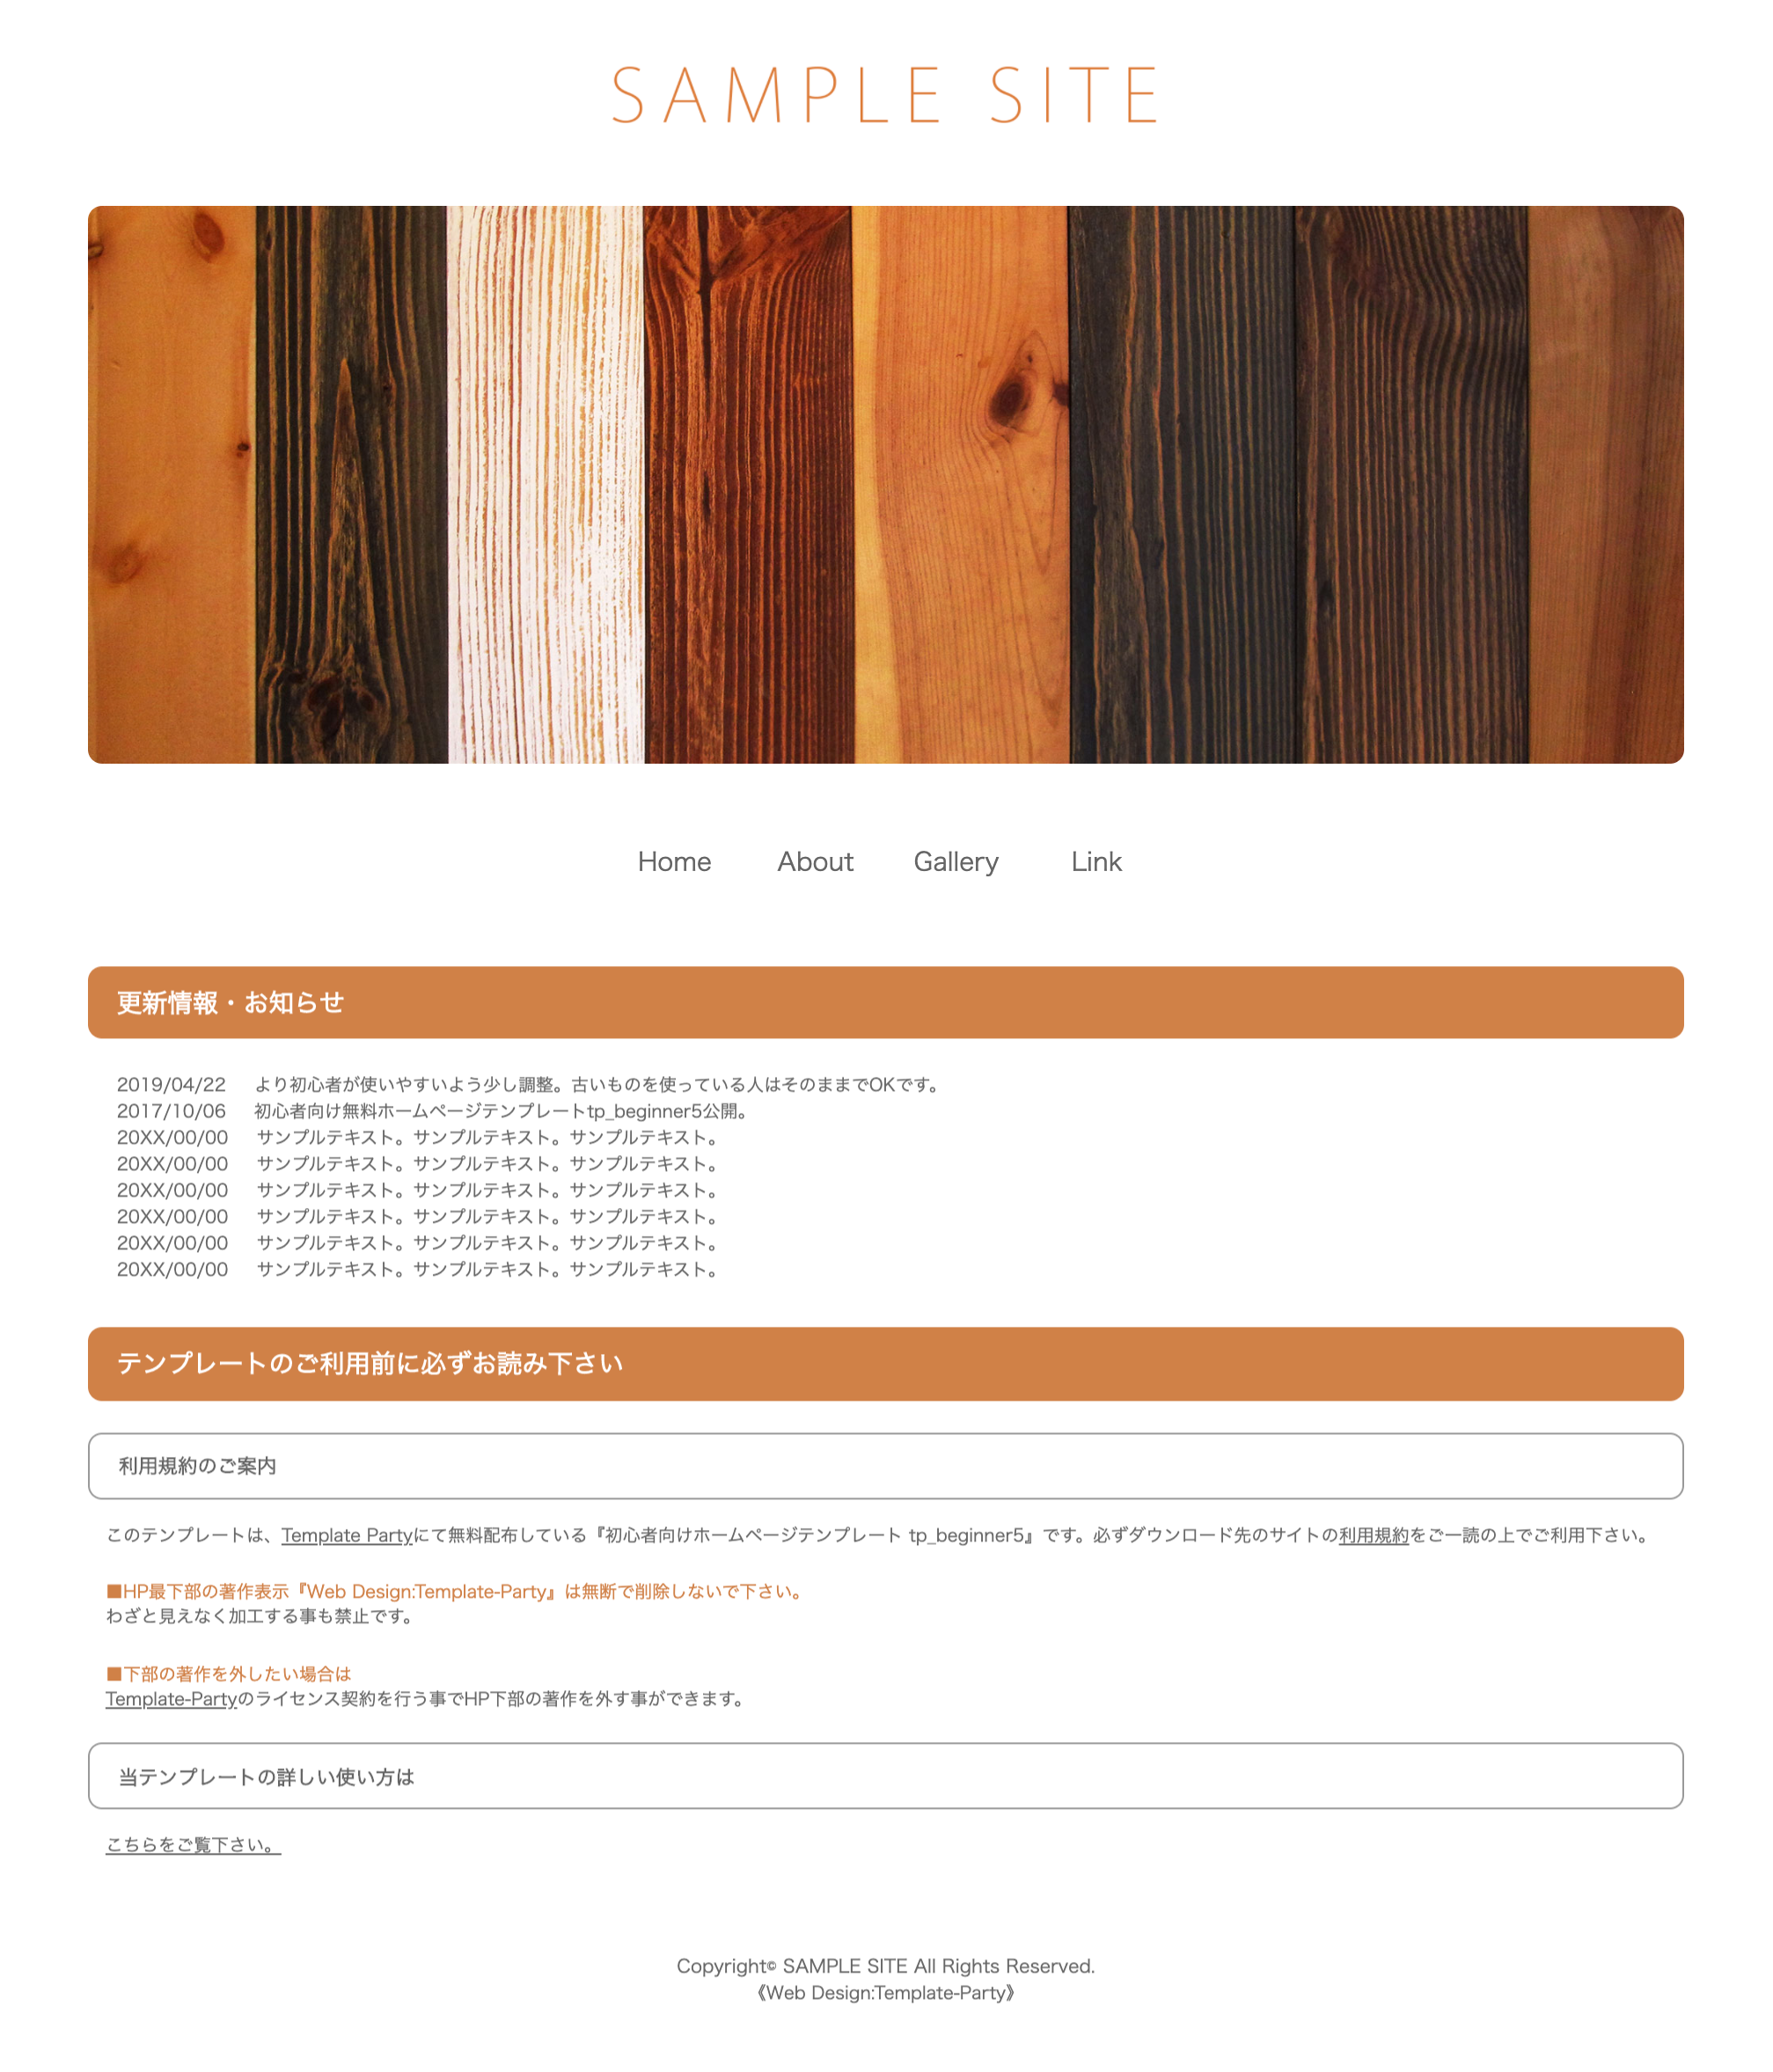 SAMPLE SITE
Home About Gallery Link
更新情報・お知らせ
2019/04/22 より初心者が使いやすいよう少し調整。古いものを使っている人はそのままでOKです。
2017/10/06 初心者向け無料ホームページテンプレートtp_beginner5公開。
20XX/00/00 サンプルテキスト。サンプルテキスト。サンプルテキスト。
20XX/00/00 サンプルテキスト。サンプルテキスト。サンプルテキスト。
20XX/00/00 サンプルテキスト。サンプルテキスト。サンプルテキスト。
20XX/00/00 サンプルテキスト。サンプルテキスト。サンプルテキスト。
20XX/00/00 サンプルテキスト。サンプルテキスト。サンプルテキスト。
20XX/00/00 サンプルテキスト。サンプルテキスト。サンプルテキスト。
テンプレートのご利用前に必ずお読み下さい
利用規約のご案内
このテンプレートは、Template Partyにて無料配布している『初心者向けホームページテンプレート tp_beginner5』です。必ずダウンロード先のサイトの利用規約をご一読の上でご利用下さい。
■HP最下部の著作表示『Web Design:Template-Party』は無断で削除しないで下さい。
わざと見えなく加工する事も禁止です。
■下部の著作を外したい場合は
Template-Partyのライセンス契約を行う事でHP下部の著作を外す事ができます。
当テンプレートの詳しい使い方は
こちらをご覧下さい。
Copyright© SAMPLE SITE All Rights Reserved.
《Web Design:Template-Party》